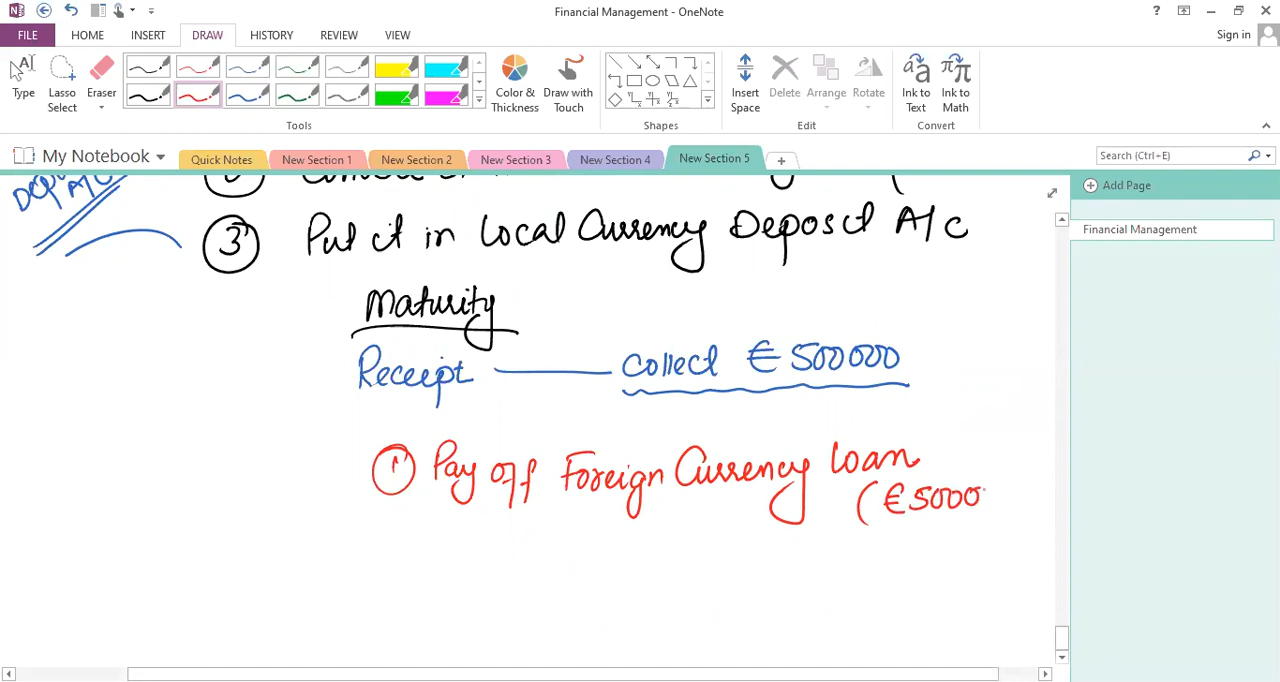 Financial Management - OneNote
?
FILE HOME INSERT DRAW HISTORY REVIEW VIEW
Sign in
Type
Lasso Select
Eraser
Color & Thickness
Draw with Touch
Insert Space
Delete
Arrange
Rotate
Ink to Text
Ink to Math
Tools Shapes Edit Convert
My Notebook Quick Notes New Section 1 New Section 2 New Section 3 New Section 4 New Section 5
Search (Ctrl+E)
Add Page
Financial Management
A/C
3 Put it in Local Currency Deposit A/C
Maturity
Receipt — collect € 500000
1 Pay off Foreign Currency loan
(€5000